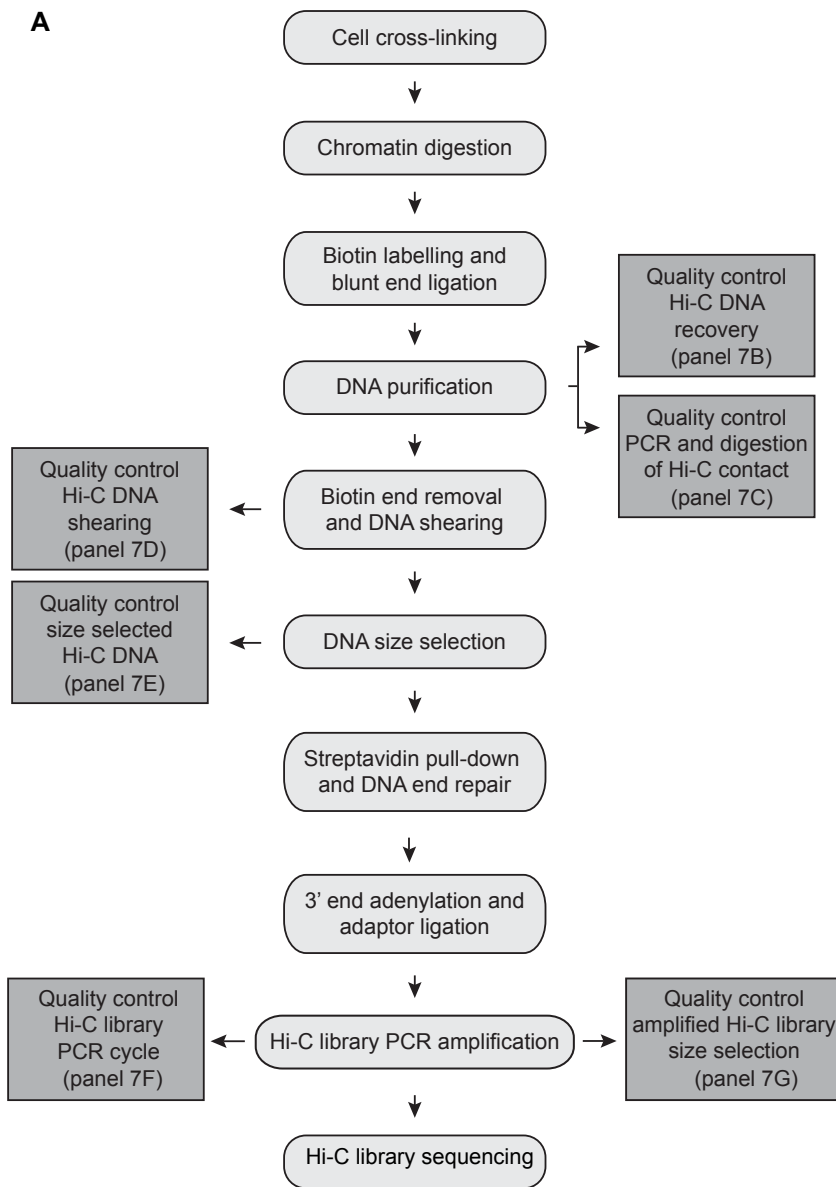 A
Cell cross-linking
Chromatin digestion
Biotin labelling and
blunt end ligation
Quality control
Hi-C DNA
recovery
(panel 7B)
DNA purification
Quality control
PCR and digestion
of Hi-C contact
(panel 7C)
Quality control
Hi-C DNA
shearing
(panel 7D)
Biotin end removal
and DNA shearing
Quality control
size selected
Hi-C DNA
(panel 7E)
DNA size selection
Streptavidin pull-down
and DNA end repair
3’ end adenylation and
adaptor ligation
Quality control
Hi-C library
PCR cycle
(panel 7F)
Hi-C library PCR amplification
Quality control
amplified Hi-C library
size selection
(panel 7G)
Hi-C library sequencing